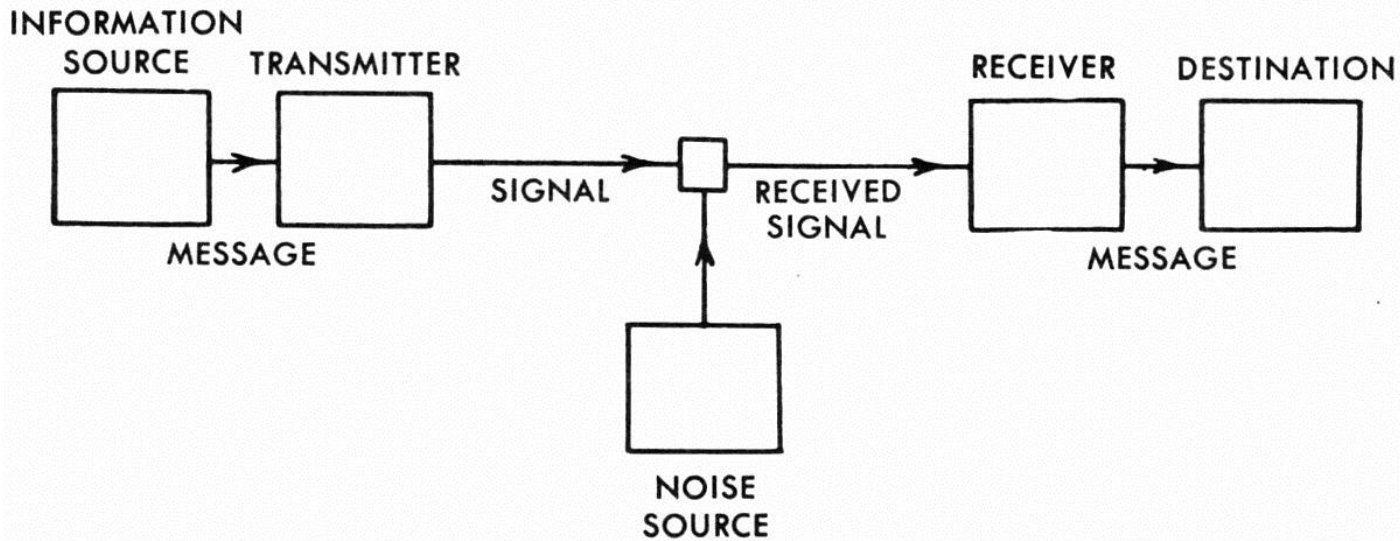 INFORMATION
SOURCE
TRANSMITTER
RECEIVER
DESTINATION
SIGNAL
RECEIVED
SIGNAL
MESSAGE
MESSAGE
NOISE
SOURCE